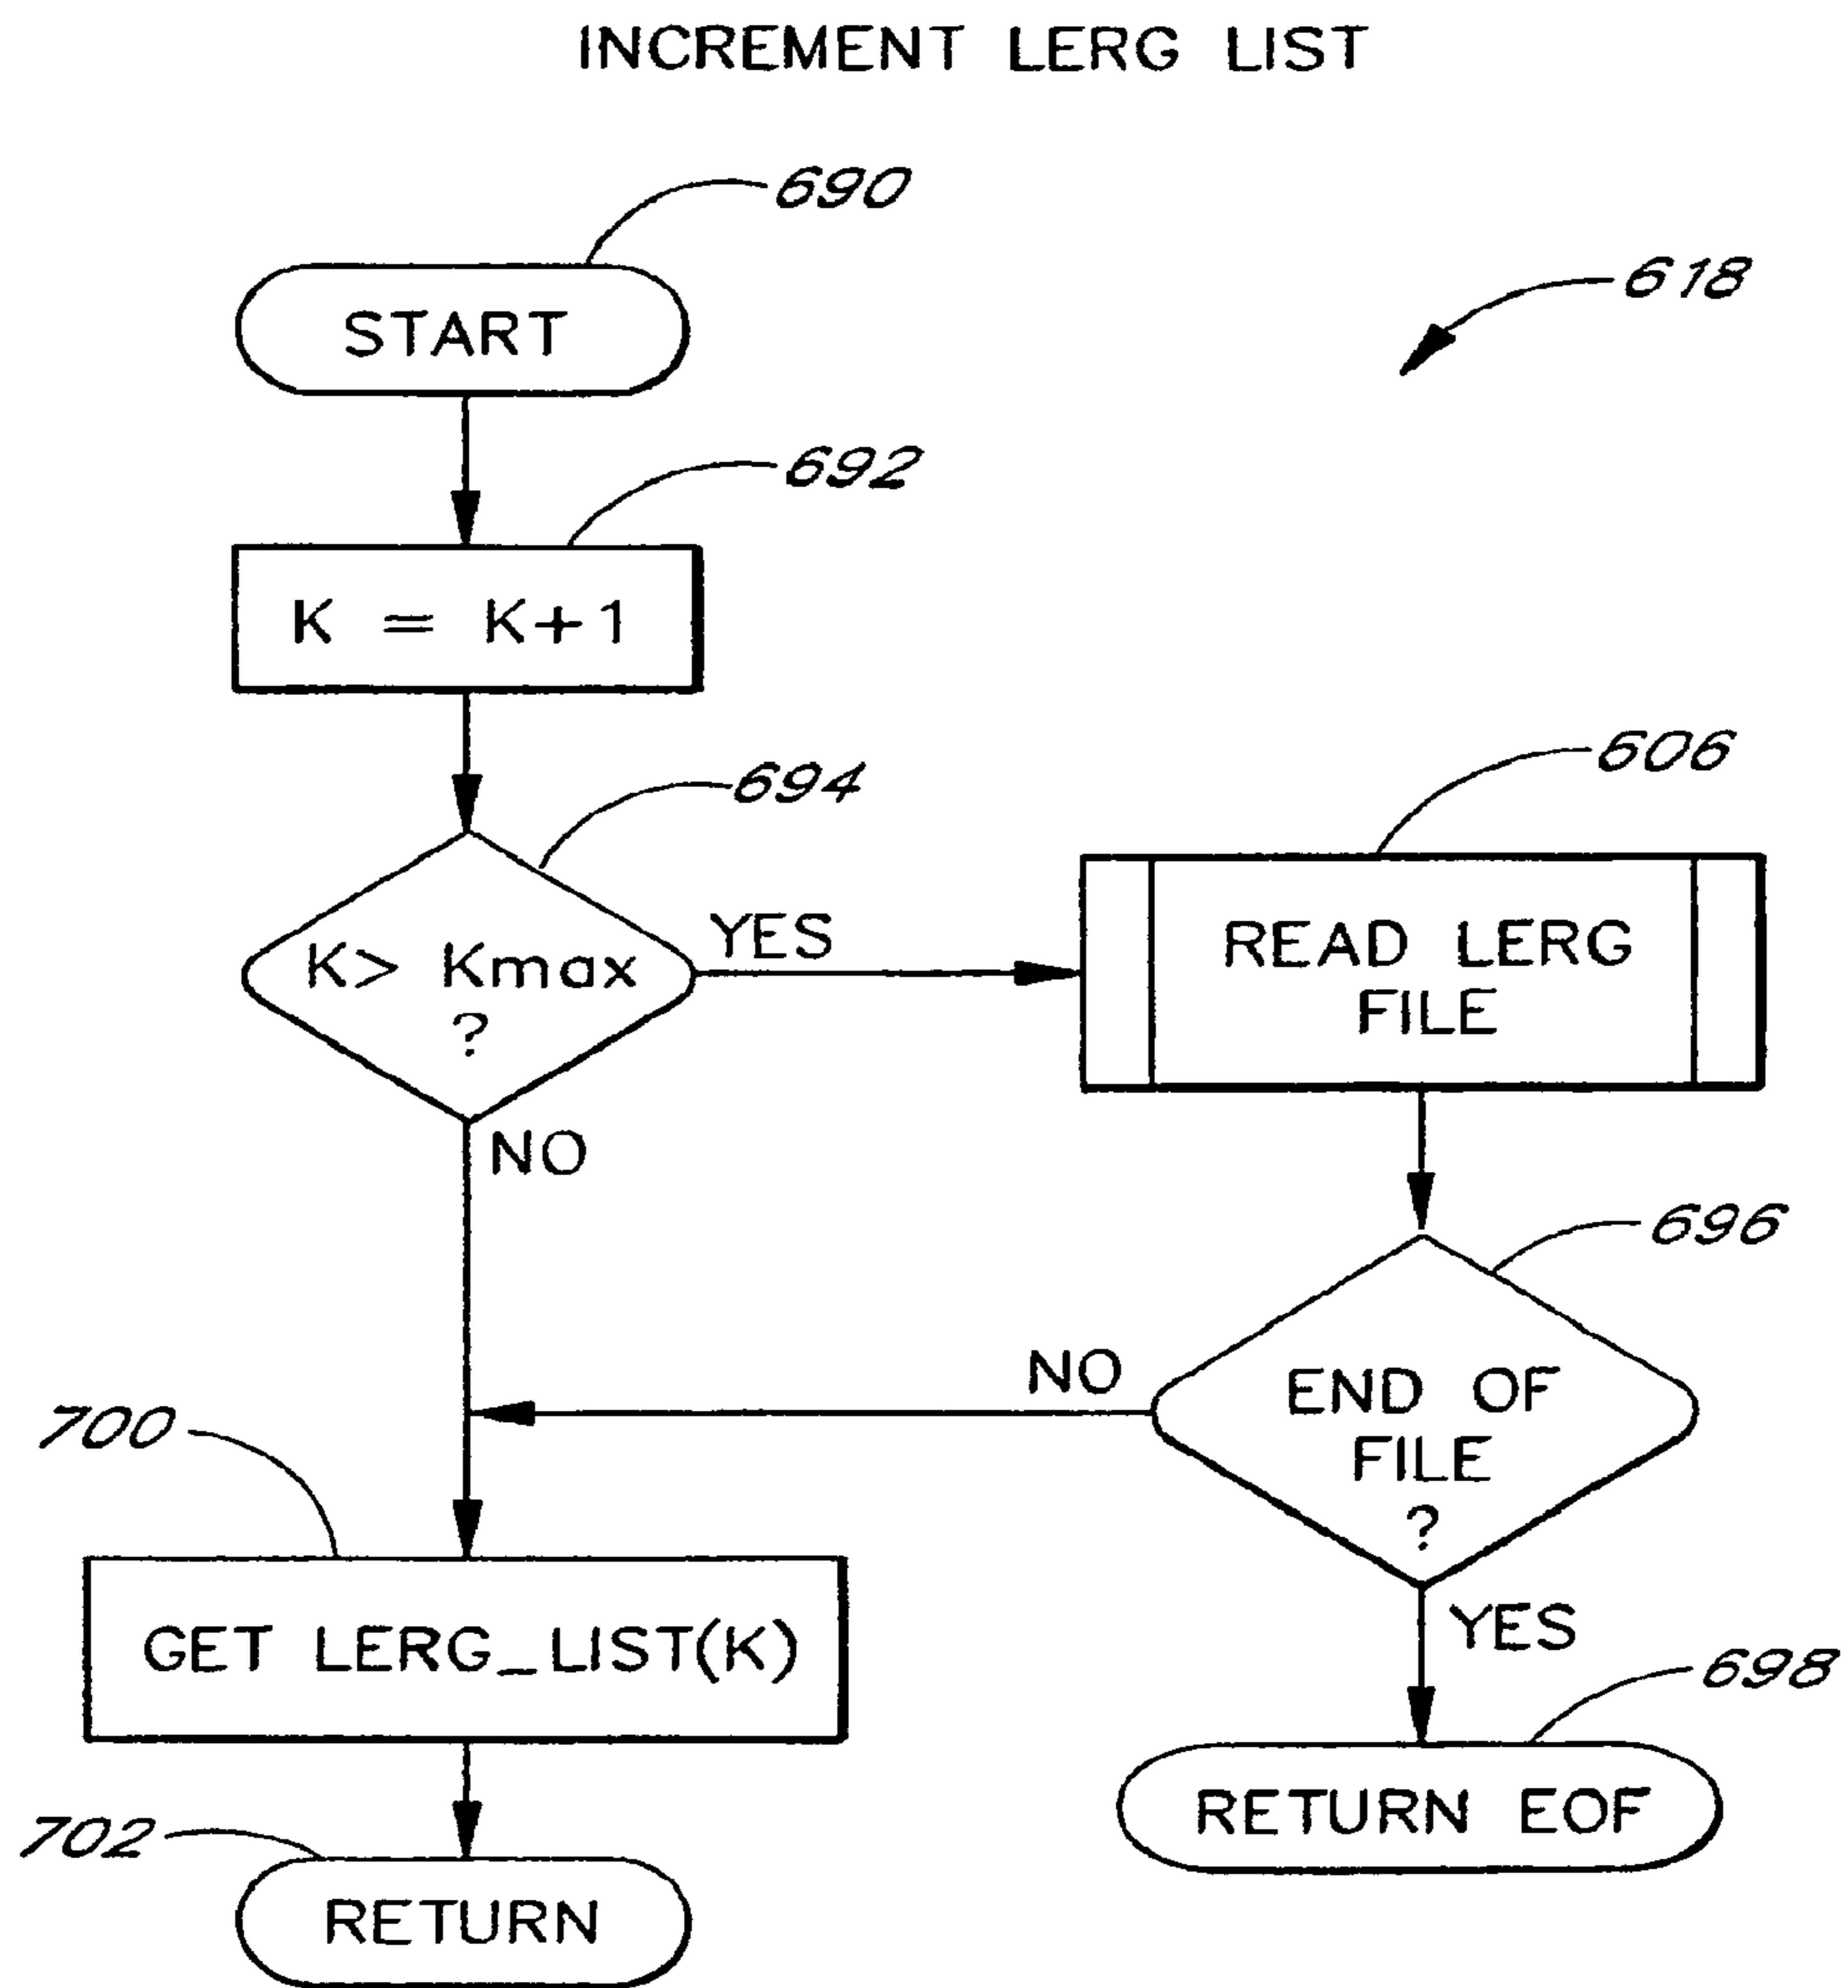 INCREMENT LERG LIST
690
618
START
692
K = K+1
694
606
K> Kmax
?
YES
READ LERG
FILE
NO
696
NO
END OF
FILE
?
700
YES
GET LERG_LIST(K)
698
RETURN EOF
702
RETURN